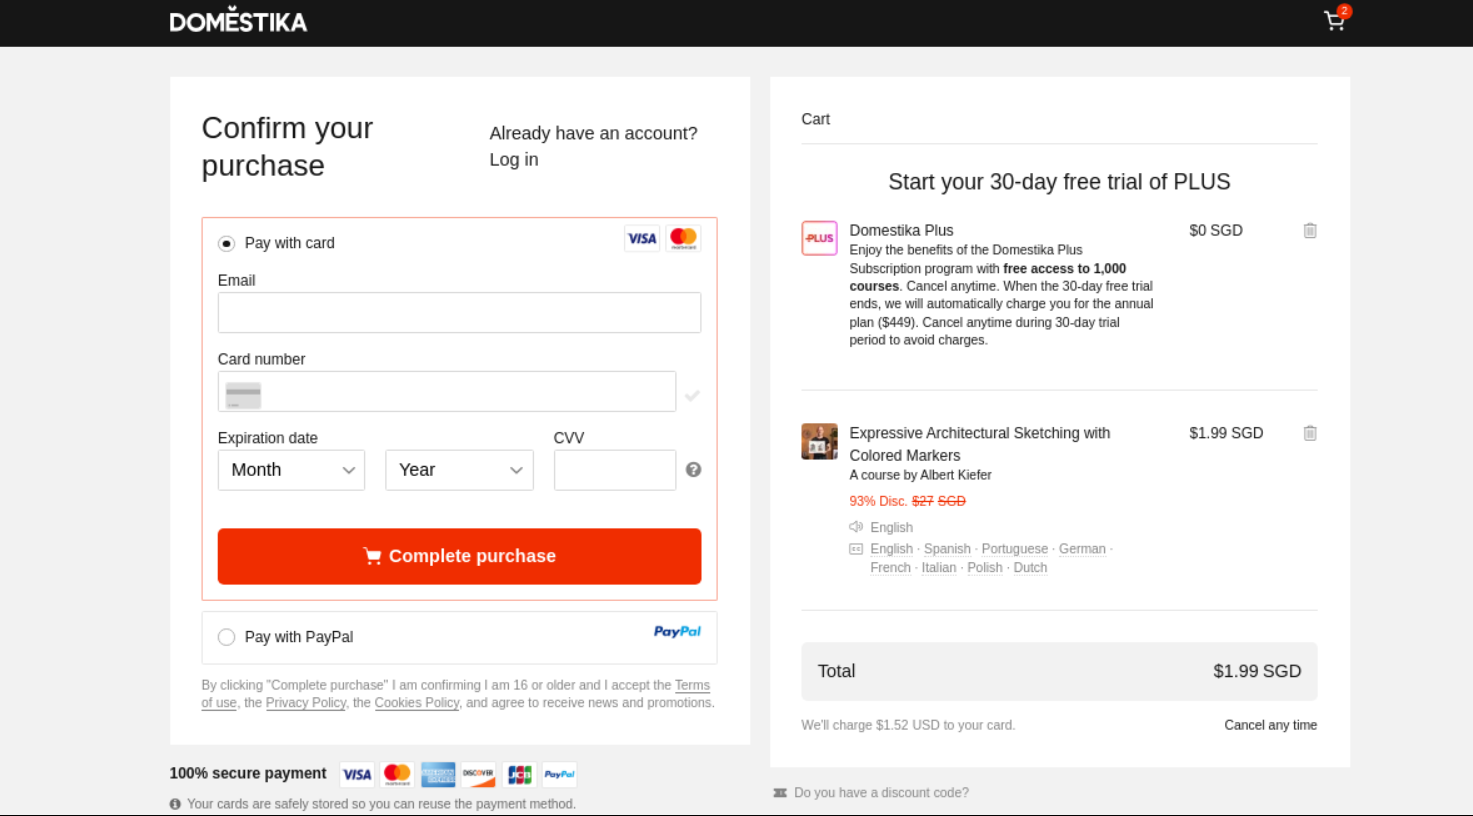 DOMĚSTIKA
2
Confirm your
purchase
Already have an account?
Log in
Pay with card
VISA
mastercard
Email
Card number
Expiration date
CVV
Month
Year
?
Complete purchase
Pay with PayPal
PayPal
By clicking "Complete purchase" I am confirming I am 16 or older and I accept the Terms
of use, the Privacy Policy, the Cookies Policy, and agree to receive news and promotions.
100% secure payment
VISA
mastercard
AMERICAN EXPRESS
DISCOVER
JCB
PayPal
Your cards are safely stored so you can reuse the payment method.
Cart
Start your 30-day free trial of PLUS
PLUS
Domestika Plus
$0 SGD
Enjoy the benefits of the Domestika Plus
Subscription program with free access to 1,000
courses. Cancel anytime. When the 30-day free trial
ends, we will automatically charge you for the annual
plan ($449). Cancel anytime during 30-day trial
period to avoid charges.
Expressive Architectural Sketching with
Colored Markers
$1.99 SGD
A course by Albert Kiefer
93% Disc. $27 SGD
English
English · Spanish · Portuguese · German ·
French · Italian · Polish · Dutch
Total
$1.99 SGD
We'll charge $1.52 USD to your card.
Cancel any time
Do you have a discount code?